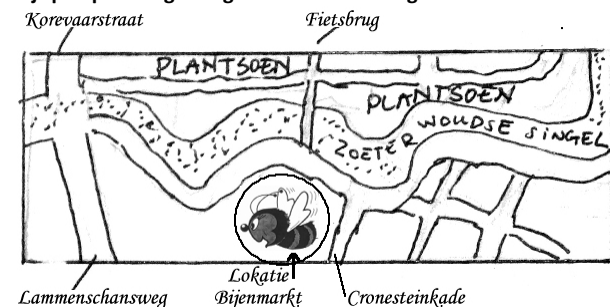 Korevaarstraat
Fietsbrug
PLANTSOEN
PLANTSOEN
ZOETERWOUDSE SINGEL
Lammenschansweg
Lokatie
Bijenmarkt
Cronesteinkade